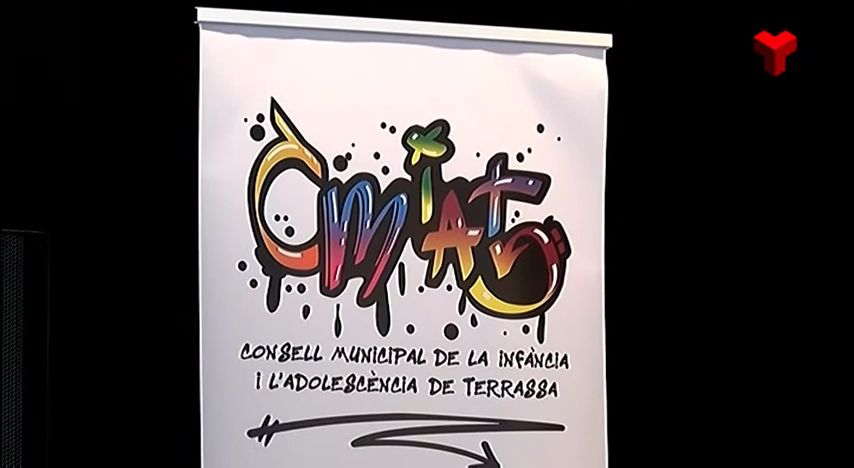 CMIAT
CONSELL MUNICIPAL DE LA INFÀNCIA
I L'ADOLESCÈNCIA DE TERRASSA